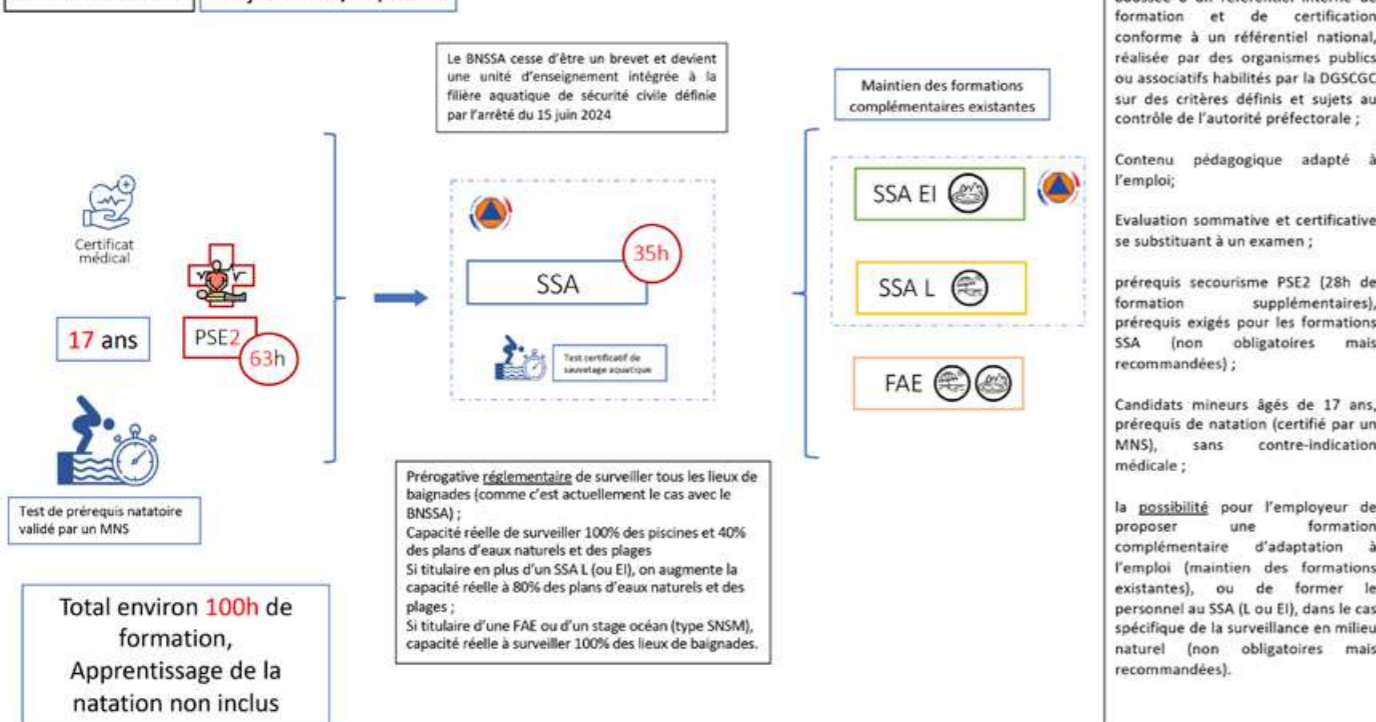 Le BNSSA cesse d'être un brevet et devient
une unité d'enseignement intégrée à la
filière aquatique de sécurité civile définie
par l'arrêté du 15 juin 2024
Maintien des formations
complémentaires existantes
Certificat
médical
17 ans
PSE2
63h
Test de prérequis natatoire
validé par un MNS
Total environ 100h de
formation,
Apprentissage de la
natation non inclus
35h
SSA
Test certificatif de
sauvetage aquatique
Prérogative réglementaire de surveiller tous les lieux de
baignades (comme c'est actuellement le cas avec le
BNSSA) ;
Capacité réelle de surveiller 100% des piscines et 40%
des plans d'eaux naturels et des plages
Si titulaire en plus d'un SSA L (ou EI), on augmente la
capacité réelle à 80% des plans d'eaux naturels et des
plages ;
Si titulaire d'une FAE ou d'un stage océan (type SNSM),
capacité réelle à surveiller 100% des lieux de baignades.
SSA EI
SSA L
FAE
formation et de certification
conforme à un référentiel national,
réalisée par des organismes publics
ou associatifs habilités par la DGSCGC
sur des critères définis et sujets au
contrôle de l'autorité préfectorale ;
Contenu pédagogique adapté à
l'emploi;
Evaluation sommative et certificative
se substituant à un examen ;
prérequis secourisme PSE2 (28h de
formation supplémentaires),
prérequis exigés pour les formations
SSA (non obligatoires mais
recommandées) ;
Candidats mineurs âgés de 17 ans,
prérequis de natation (certifié par un
MNS), sans contre-indication
médicale ;
la possibilité pour l'employeur de
proposer une formation
complémentaire d'adaptation à
l'emploi (maintien des formations
existantes), ou de former le
personnel au SSA (L ou EI), dans le cas
spécifique de la surveillance en milieu
naturel (non obligatoires mais
recommandées).